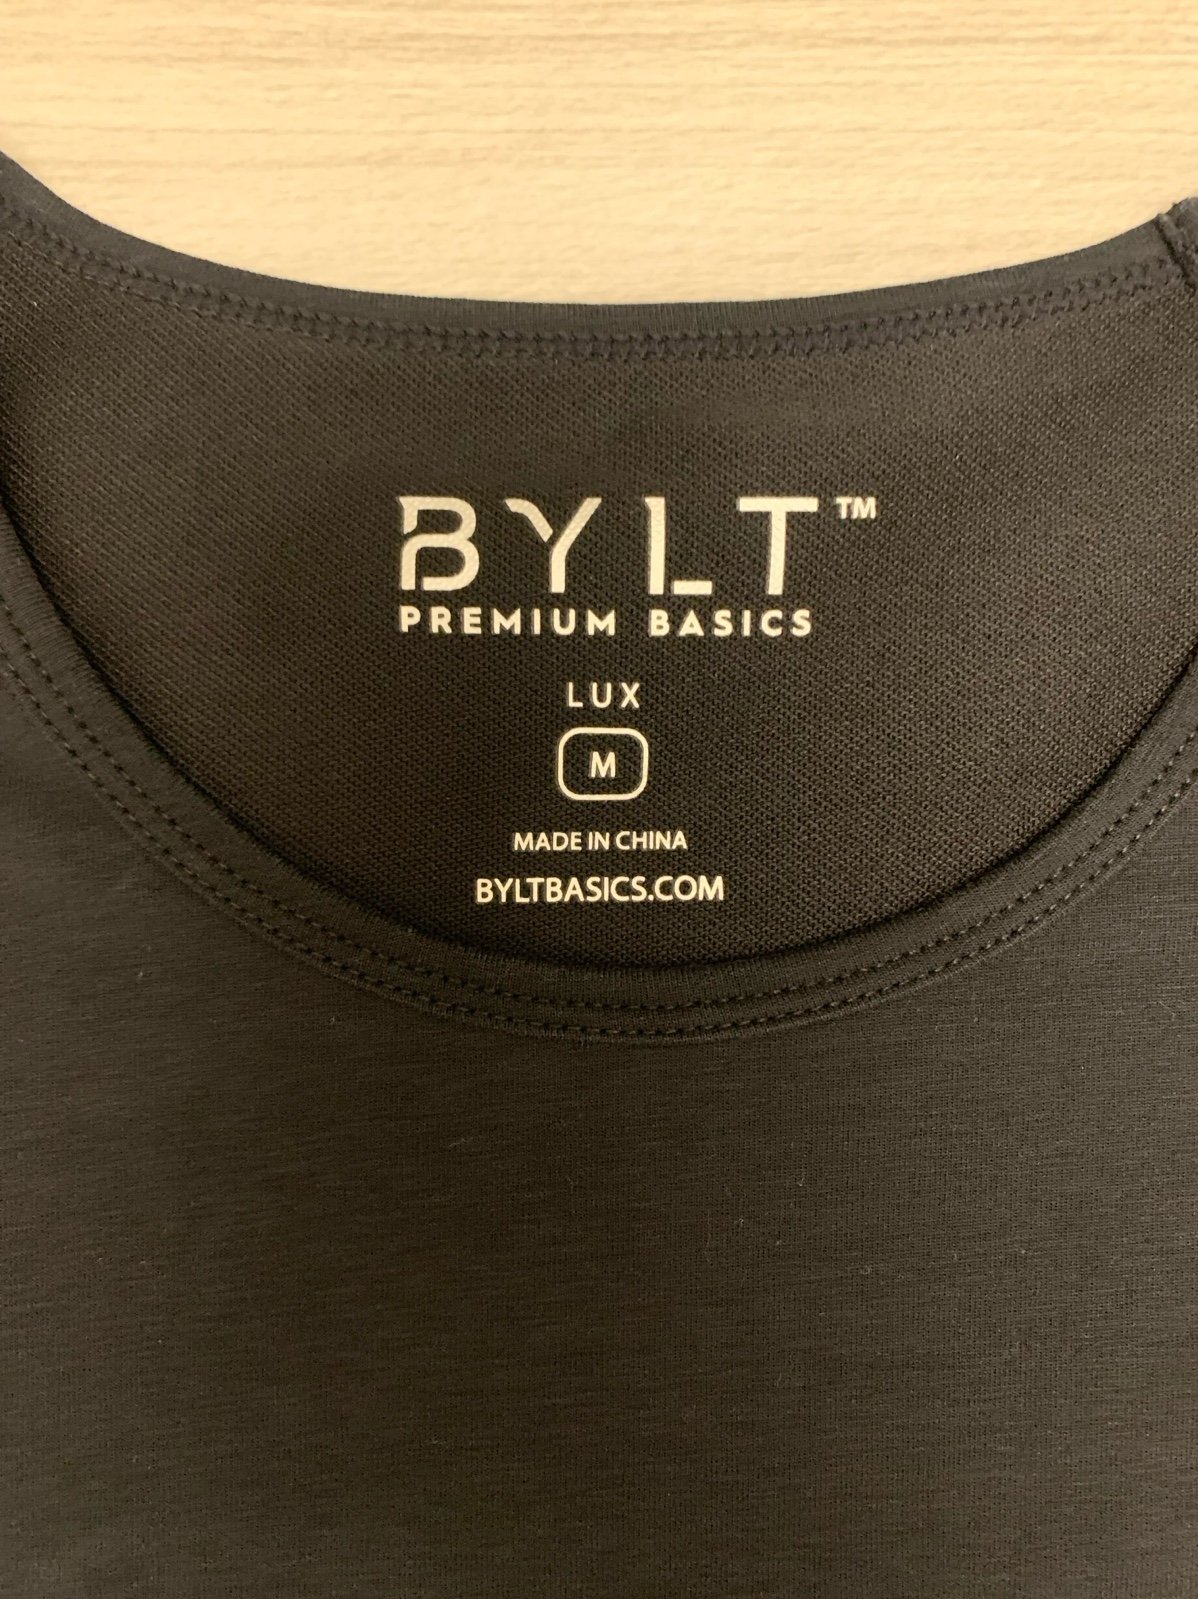 BYLT™
PREMIUM BASICS
LUX
M
MADE IN CHINA
BYLTBASICS.COM